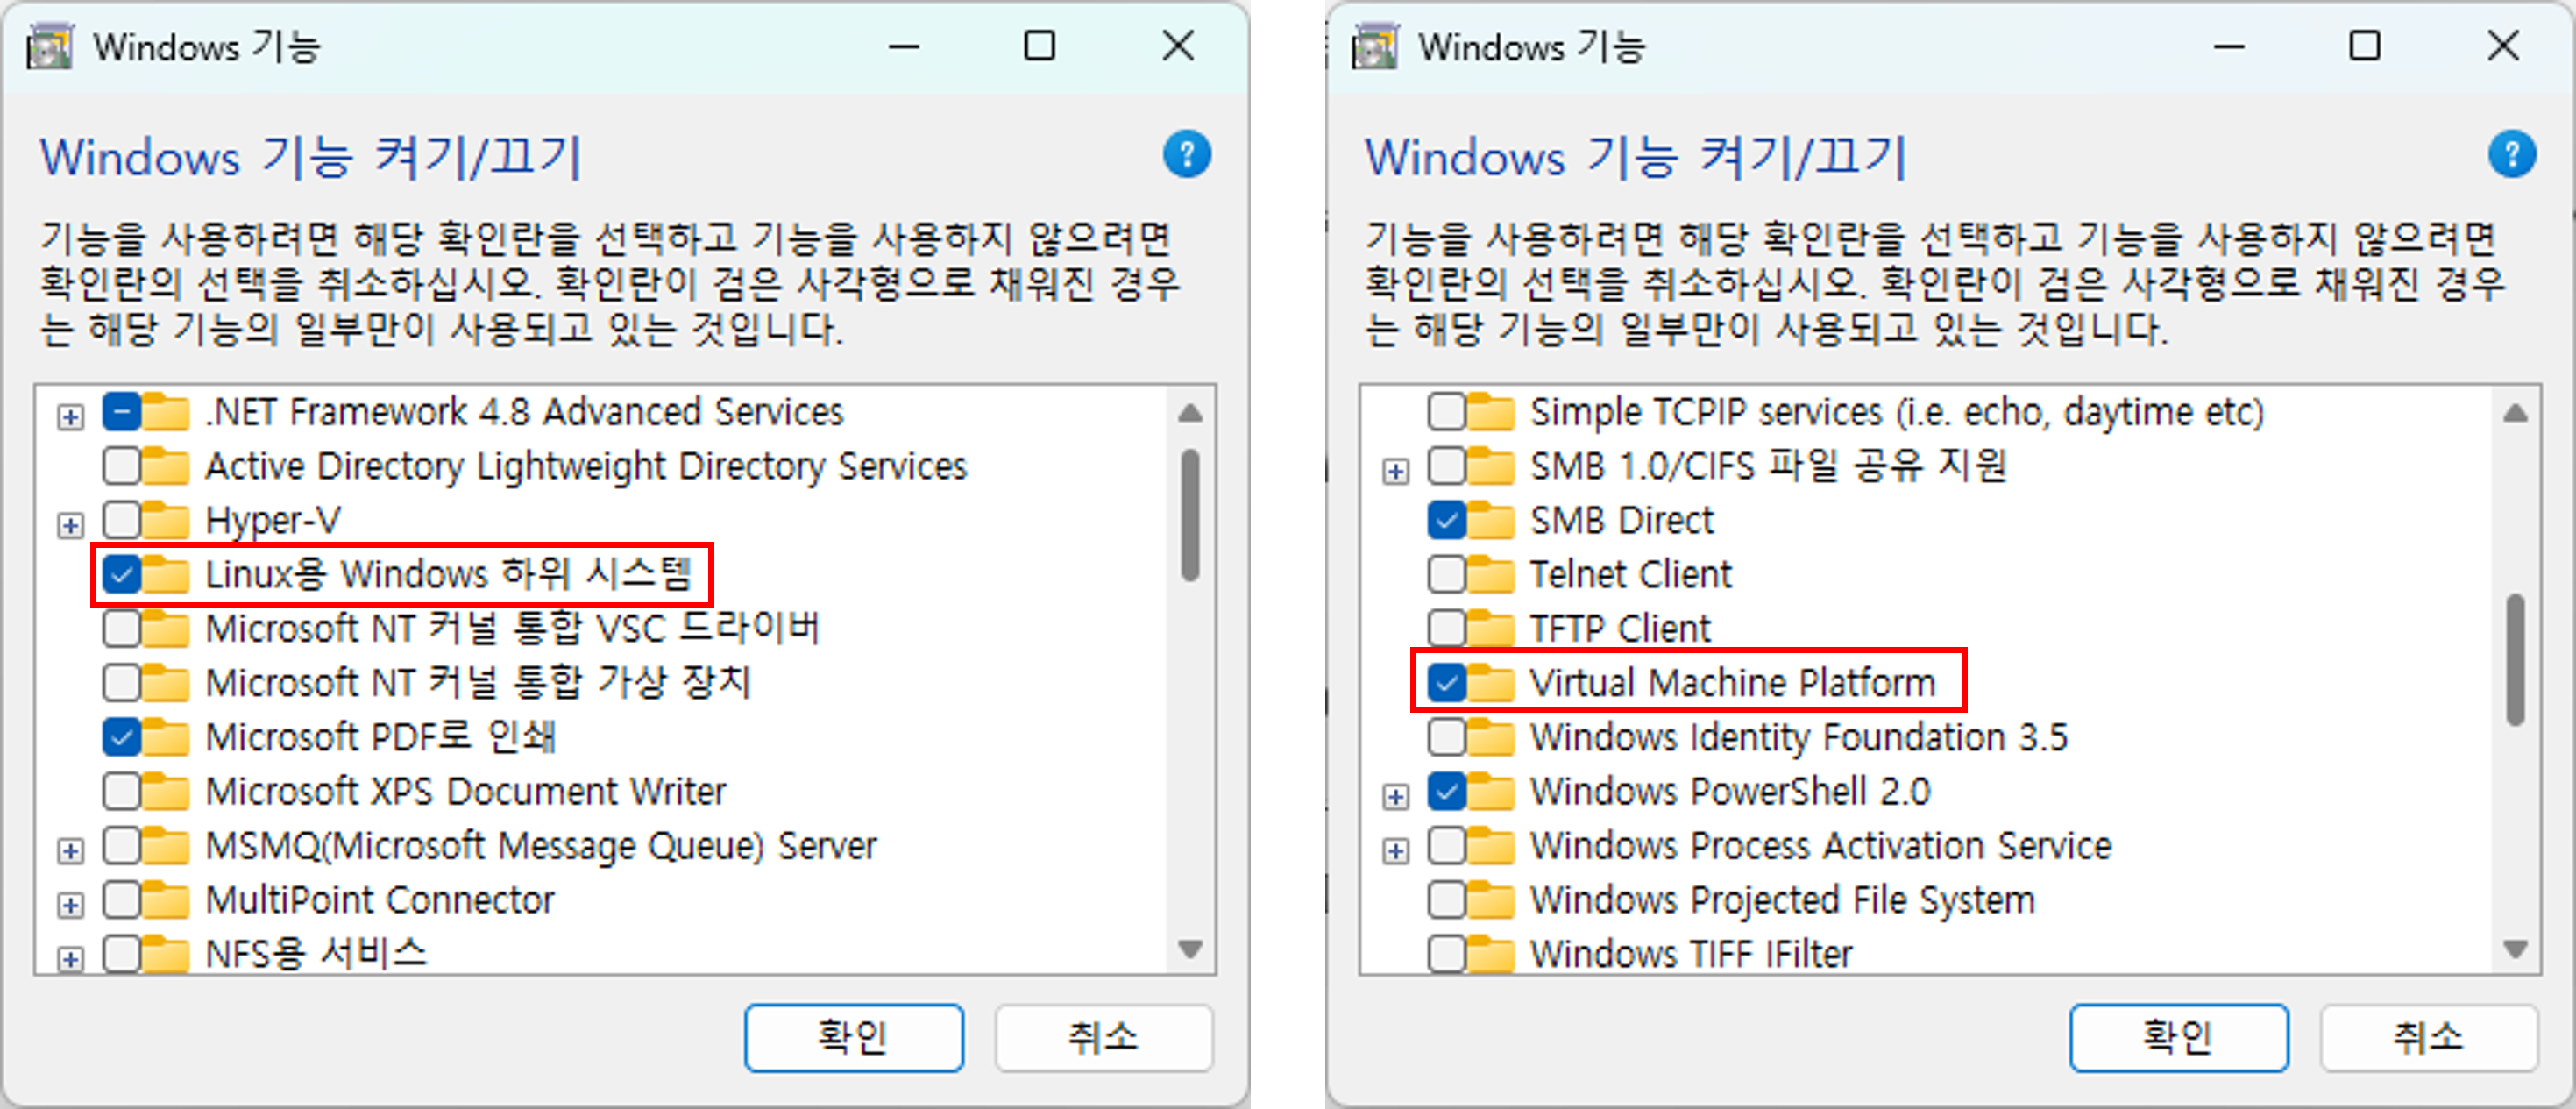 Windows 기능
Windows 기능 켜기/끄기
기능을 사용하려면 해당 확인란을 선택하고 기능을 사용하지 않으려면
확인란의 선택을 취소하십시오. 확인란이 검은 사각형으로 채워진 경우
는 해당 기능의 일부만이 사용되고 있는 것입니다.
.NET Framework 4.8 Advanced Services
Active Directory Lightweight Directory Services
Hyper-V
Linux용 Windows 하위 시스템
Microsoft NT 커널 통합 VSC 드라이버
Microsoft NT 커널 통합 가상 장치
Microsoft PDF로 인쇄
Microsoft XPS Document Writer
MSMQ(Microsoft Message Queue) Server
MultiPoint Connector
NFS용 서비스
확인
취소
Windows 기능
Windows 기능 켜기/끄기
기능을 사용하려면 해당 확인란을 선택하고 기능을 사용하지 않으려면
확인란의 선택을 취소하십시오. 확인란이 검은 사각형으로 채워진 경우
는 해당 기능의 일부만이 사용되고 있는 것입니다.
Simple TCPIP services (i.e. echo, daytime etc)
SMB 1.0/CIFS 파일 공유 지원
SMB Direct
Telnet Client
TFTP Client
Virtual Machine Platform
Windows Identity Foundation 3.5
Windows PowerShell 2.0
Windows Process Activation Service
Windows Projected File System
Windows TIFF IFilter
확인
취소